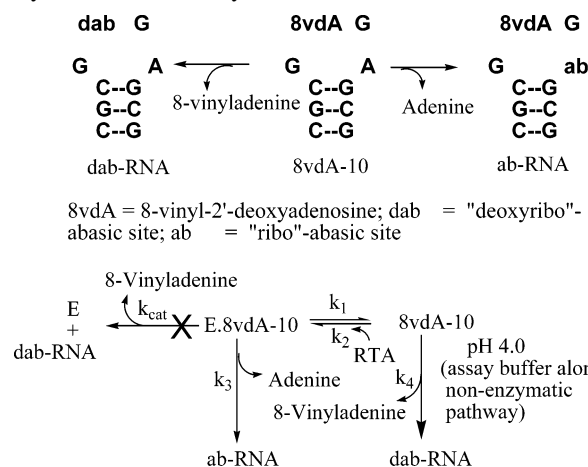 dab G 8vdA G 8vdA G
G A G A G ab
C--G C--G C--G
8-vinyladenine Adenine
G--C G--C G--C
C--G C--G C--G
dab-RNA 8vdA-10 ab-RNA
8vdA = 8-vinyl-2'-deoxyadenosine; dab = "deoxyribo"-
abasic site; ab = "ribo"-abasic site
8-Vinyladenine
E kcat X E.8vdA-10 k1 8vdA-10
+ k2
dab-RNA RTA pH 4.0
(assay buffer alon
k3 Adenine k4 non-enzymatic
8-Vinyladenine pathway)
ab-RNA dab-RNA